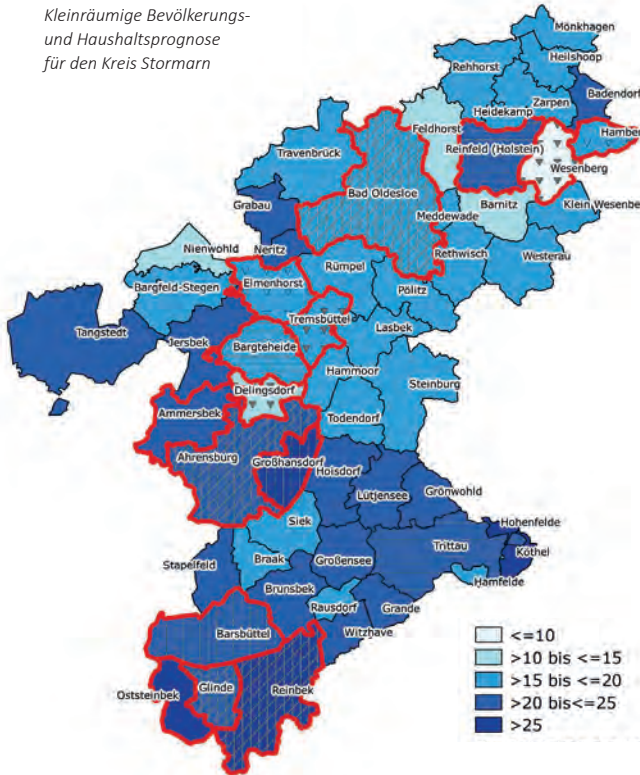 Kleinräumige Bevölkerungs-
und Haushaltsprognose
für den Kreis Stormarn
Mönkhagen
Rehhorst
Heilshoop
Badendorf
Zarpen
Heidekamp
Feldhorst
Hamber
Reinfeld (Holstein)
Travenbrück
Wesenberg
Bad Oldesloe
Grabau
Barnitz
Klein Wesenbe
Meddewade
Nienwohld
Neritz
Rethwisch
Westerau
Rümpel
Elmenhorst
Bargfeld-Stegen
Pölitz
Tremsbüttel
Tangstedt
Lasbek
Jersbek
Bargteheide
Hammoor
Steinburg
Delingsdorf
Ammersbek
Todendorf
Ahrensburg
Großhansdorf
Hoisdorf
Grönwohld
Lütjensee
Siek
Hohenfelde
Trittau
Köthel
Stapelfeld
Braak
Großensee
Hamfelde
Brunsbek
Rausdorf
Grande
Barsbüttel
Witzhave
Oststeinbek
Glinde
Reinbek
<=10
>10 bis <=15
>15 bis <=20
>20 bis<=25
>25